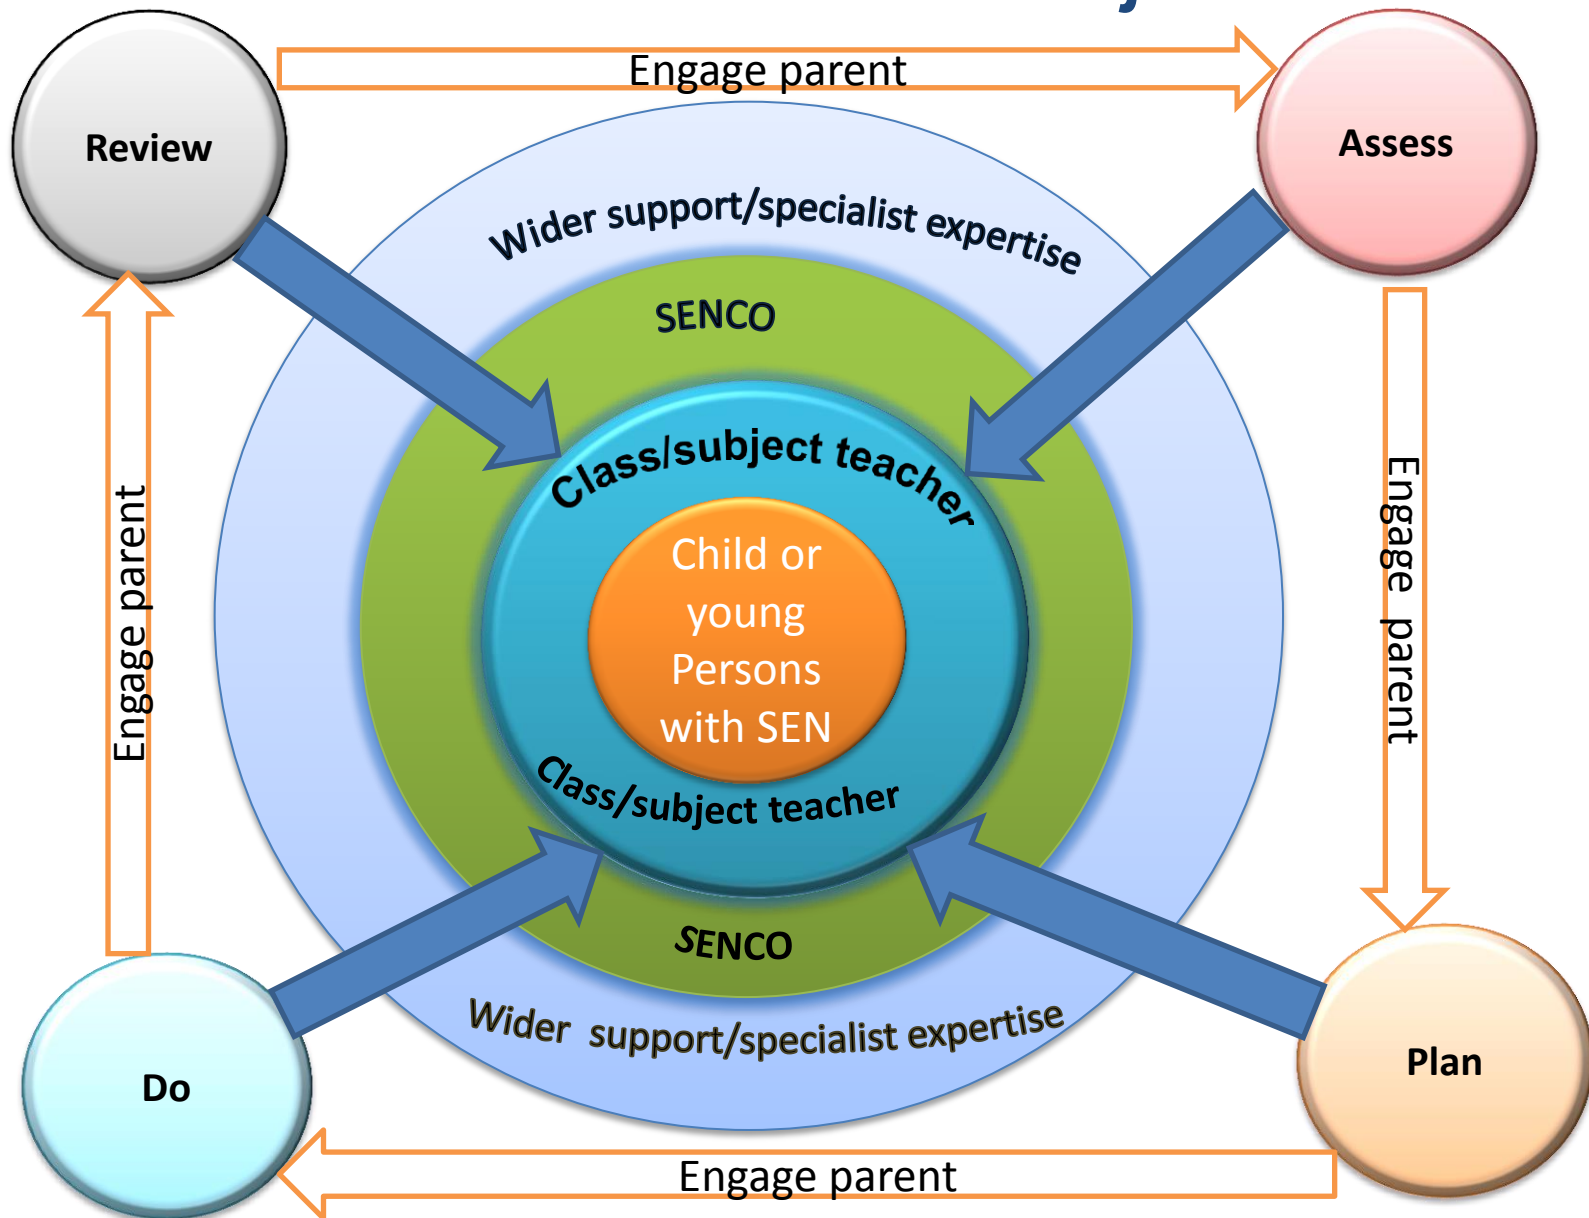 Engage parent
Review
Assess
Wider support/specialist expertise
SENCO
Class/subject teacher
Child or
young
Persons
with SEN
Engage parent
Engage parent
Class/subject teacher
SENCO
Wider support/specialist expertise
Do
Plan
Engage parent